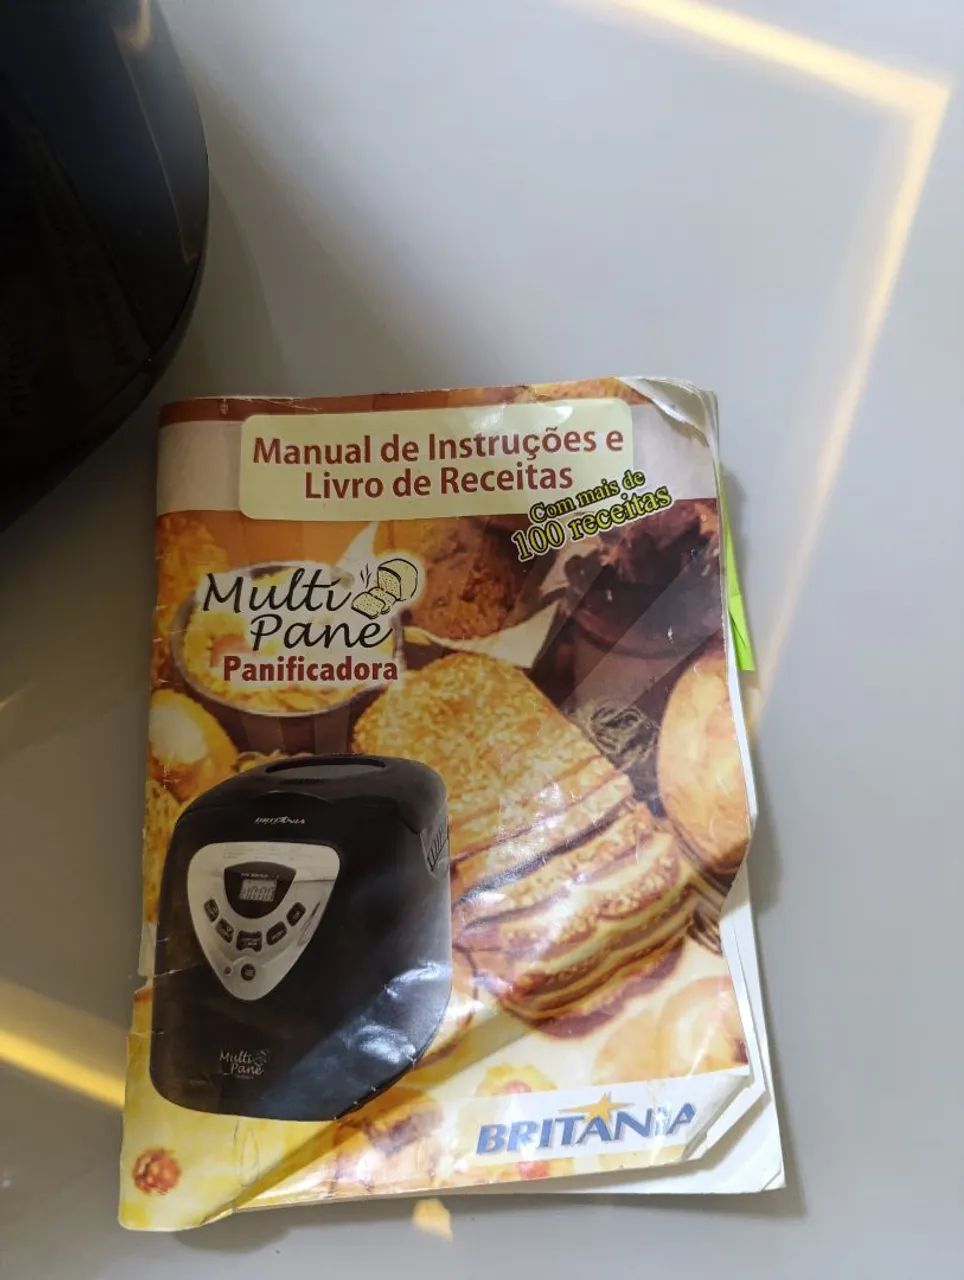 Manual de Instruções e
Livro de Receitas
Com mais de
100 receitas
Multi
Pane
Panificadora
BRITANIA
Multi
Pane
BRITANIA